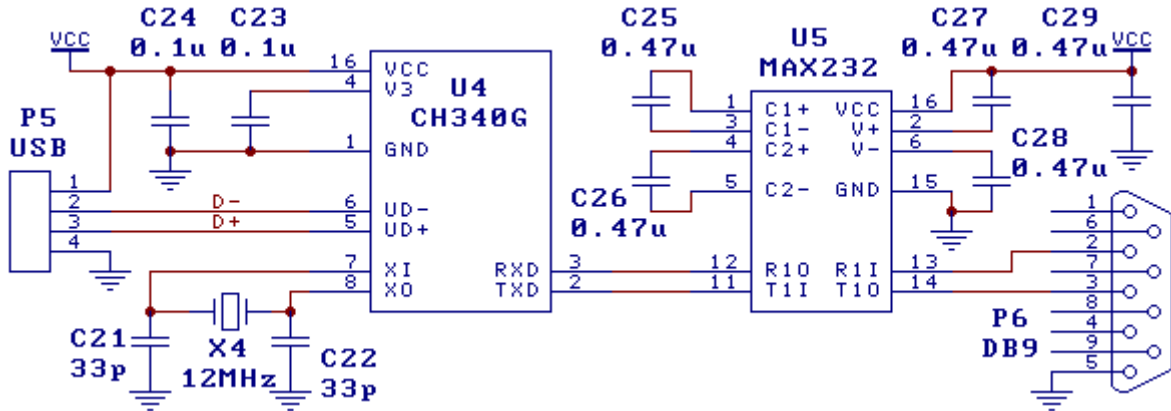 C24 C23
0.1u 0.1u
C25
0.47u
C27 C29
0.47u 0.47u
VCC
VCC
U5
MAX232
U4
CH340G
16 VCC
4 V3
1 GND
6 UD-
5 UD+
7 XI
8 XO
RXD 3
TXD 2
P5
USB
1
2
3
4
D-
D+
1 C1+
3 C1-
4 C2+
5 C2-
12 R1O
11 T1I
VCC 16
V+ 2
V- 6
GND 15
R1I 13
T1O 14
C28
0.47u
C26
0.47u
C21
33p
X4
12MHz
C22
33p
1
6
2
7
3
8
4
9
5
P6
DB9